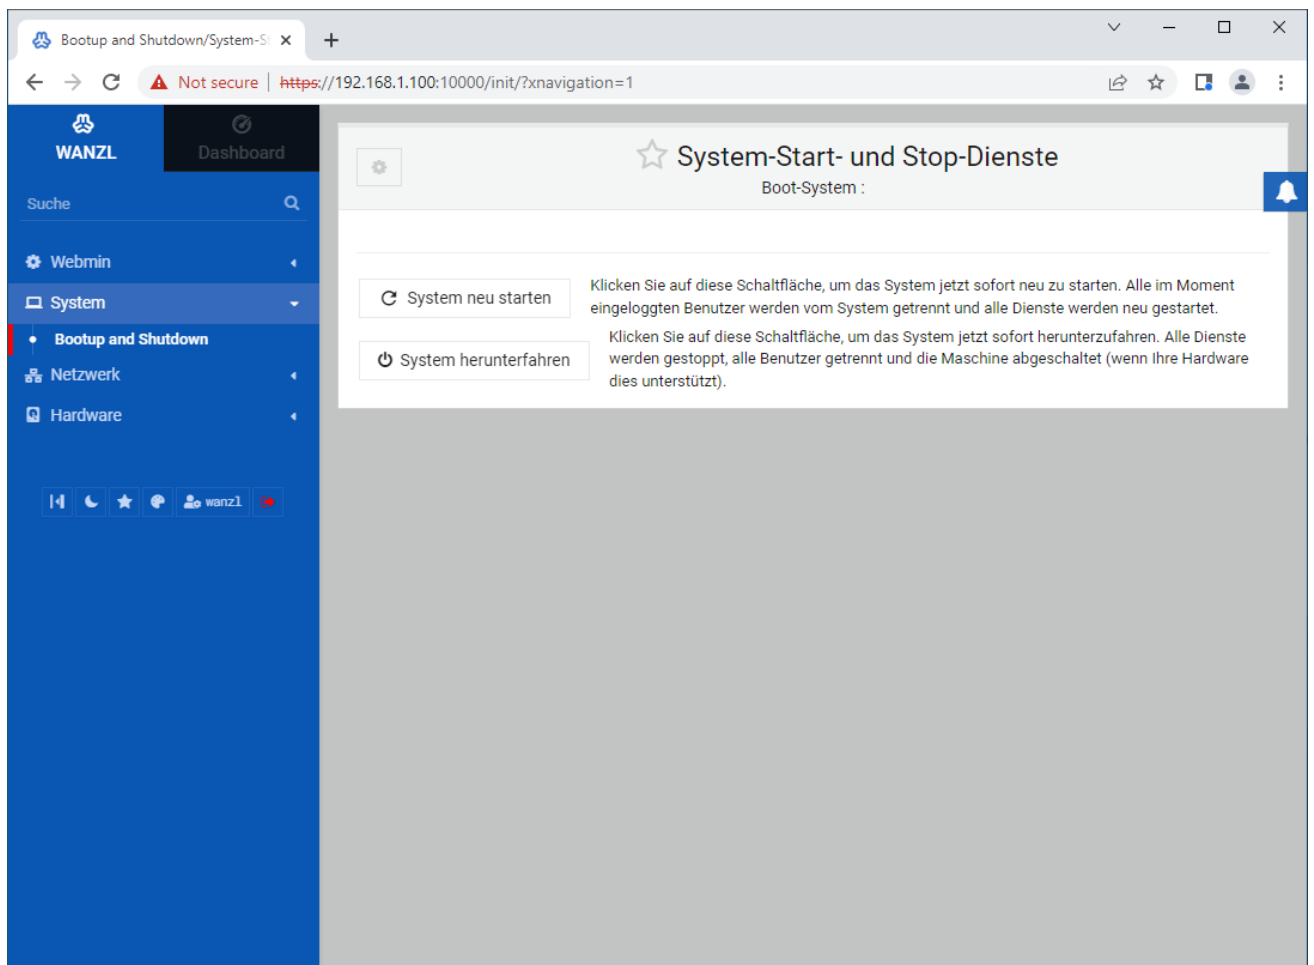 Bootup and Shutdown/System-S
Not secure | https://192.168.1.100:10000/init/?xnavigation=1
WANZL
Dashboard
Suche
Webmin
System
Bootup and Shutdown
Netzwerk
Hardware
wanzl
System-Start- und Stop-Dienste
Boot-System :
System neu starten
Klicken Sie auf diese Schaltfläche, um das System jetzt sofort neu zu starten. Alle im Moment
eingeloggten Benutzer werden vom System getrennt und alle Dienste werden neu gestartet.
System herunterfahren
Klicken Sie auf diese Schaltfläche, um das System jetzt sofort herunterzufahren. Alle Dienste
werden gestoppt, alle Benutzer getrennt und die Maschine abgeschaltet (wenn Ihre Hardware
dies unterstützt).